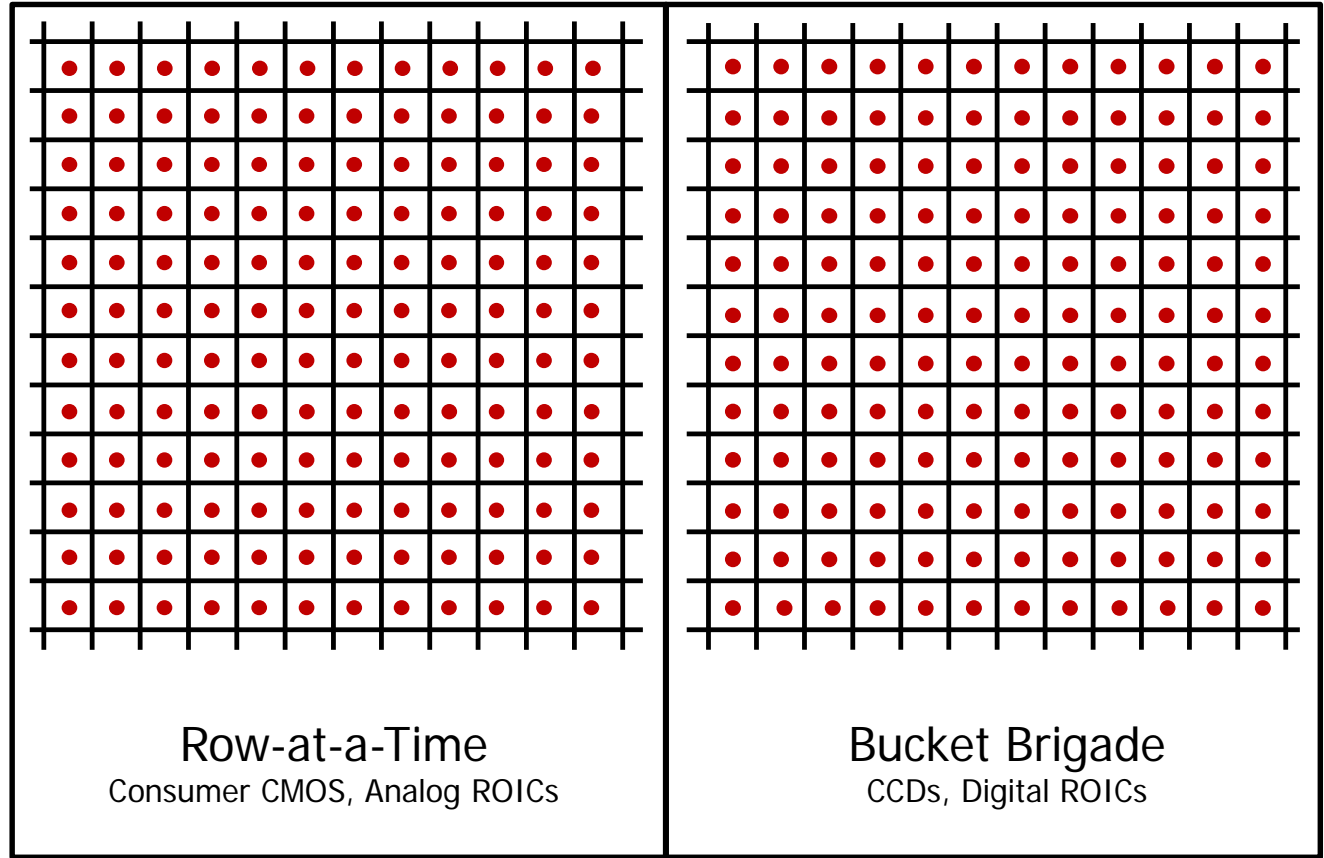 Row-at-a-Time
Consumer CMOS, Analog ROICs
Bucket Brigade
CCDs, Digital ROICs